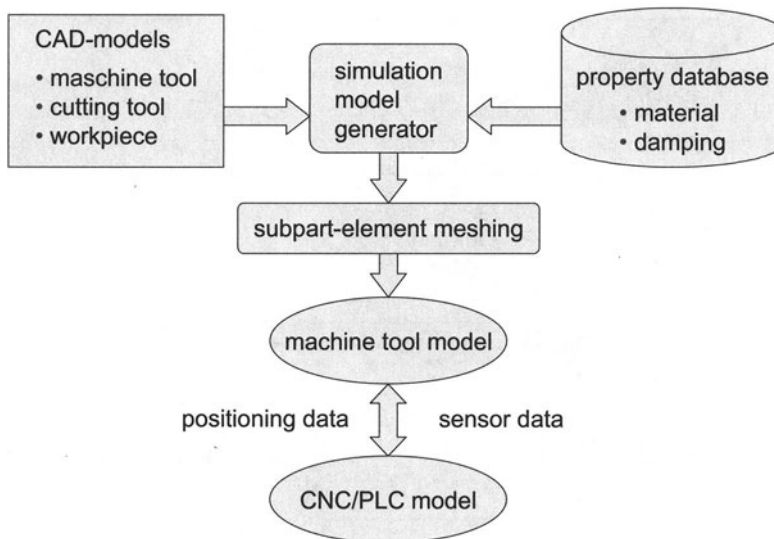 CAD-models
• maschine tool
• cutting tool
• workpiece
simulation
model
generator
property database
• material
• damping
subpart-element meshing
machine tool model
positioning data
sensor data
CNC/PLC model